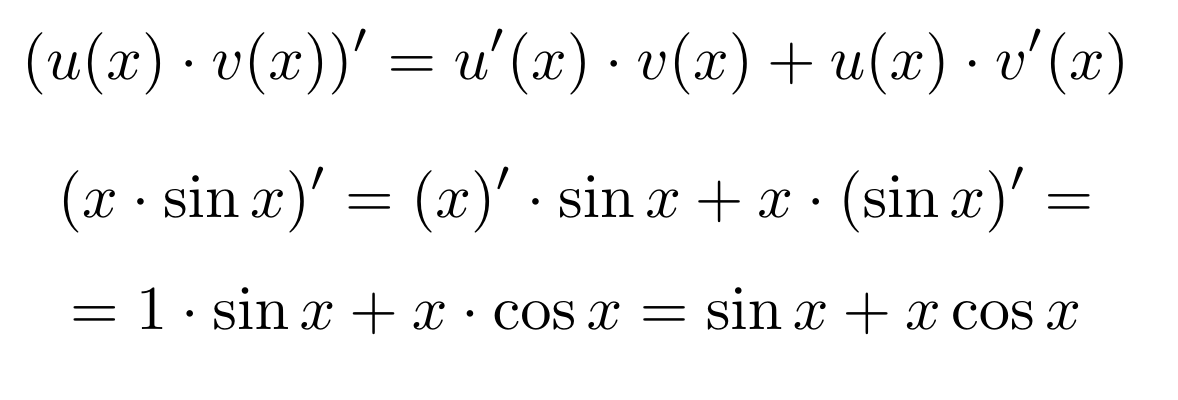 (u(x) · v(x))′ = u′(x) · v(x) + u(x) · v′(x)
(x · sin x)′ = (x)′ · sin x + x · (sin x)′ =
= 1 · sin x + x · cos x = sin x + x cos x